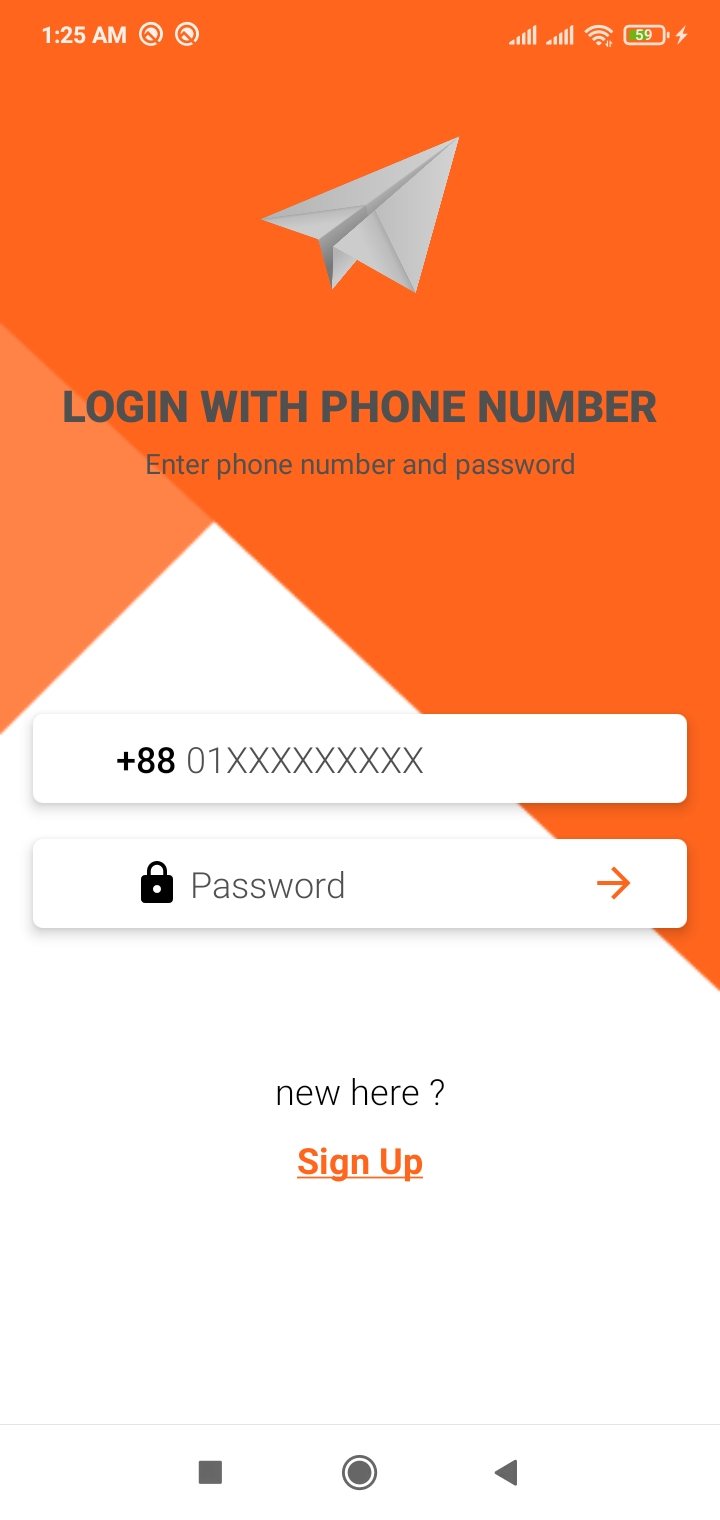 1:25 AM 59
LOGIN WITH PHONE NUMBER
Enter phone number and password
+88 01XXXXXXXXX
Password
new here ?
Sign Up